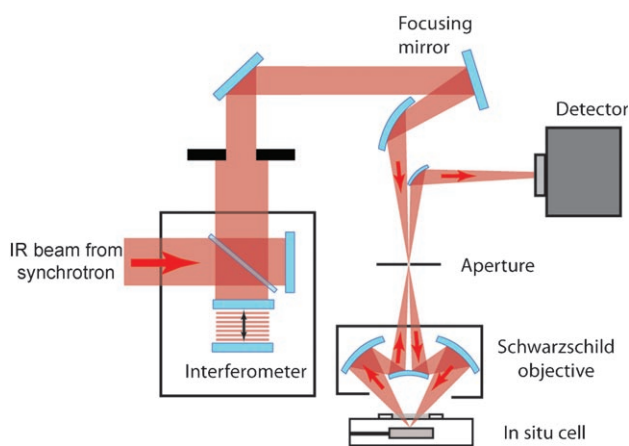 Focusing
mirror
Detector
IR beam from
synchrotron
Aperture
Interferometer
Schwarzschild
objective
In situ cell